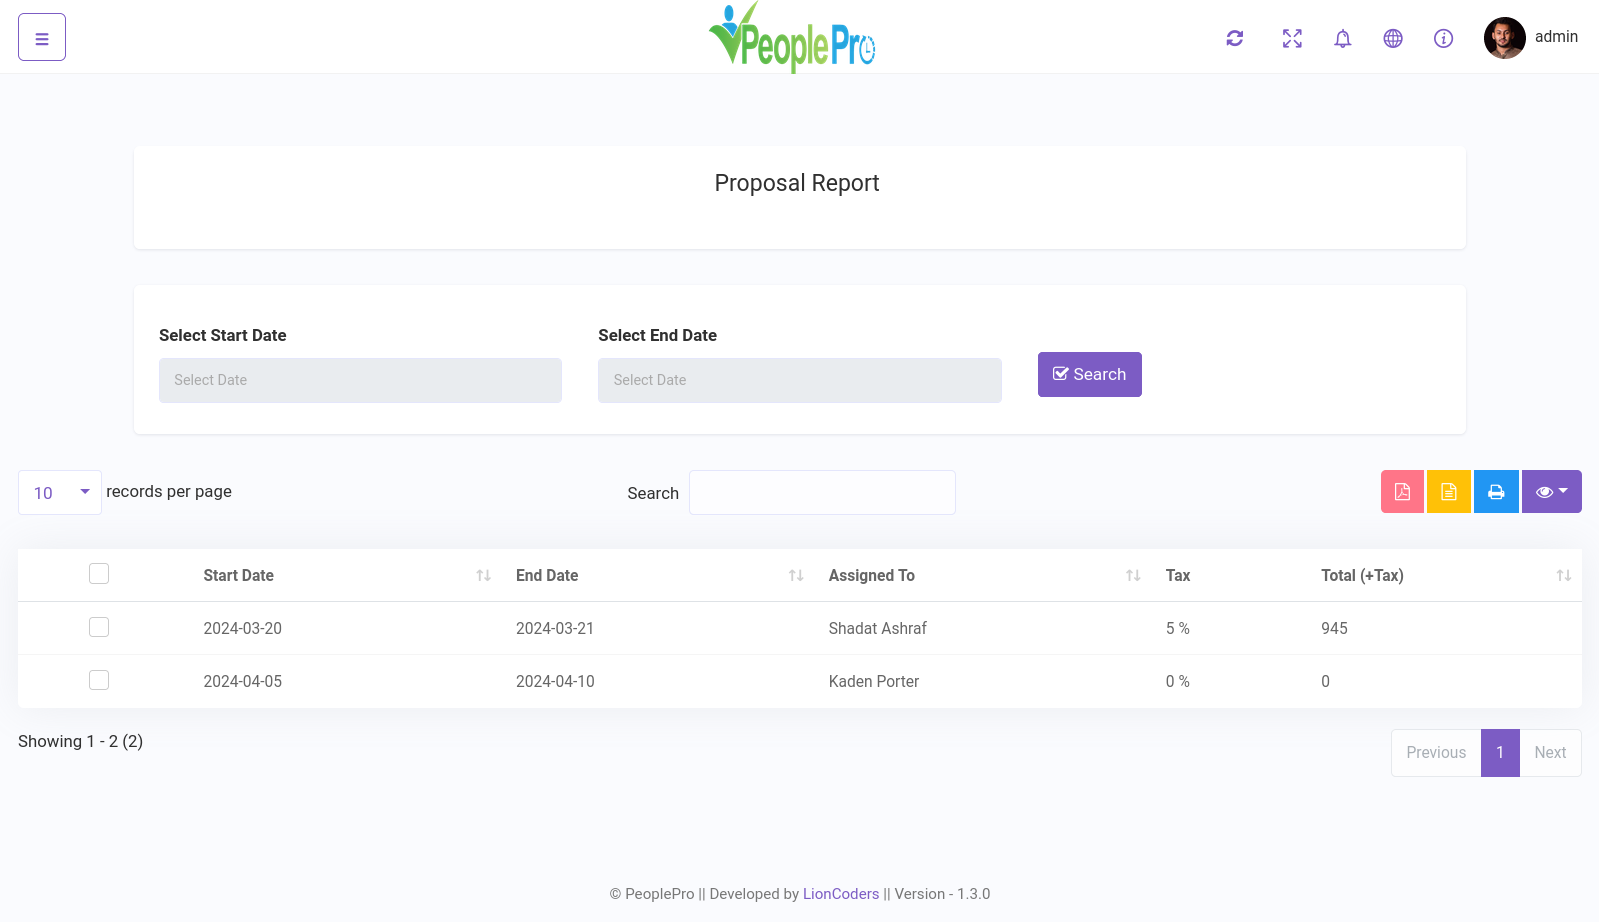 PeoplePro
admin
Proposal Report
Select Start Date
Select End Date
Select Date
Select Date
Search
10 records per page
Search
Start Date End Date Assigned To Tax Total (+Tax)
2024-03-20 2024-03-21 Shadat Ashraf 5 % 945
2024-04-05 2024-04-10 Kaden Porter 0 % 0
Showing 1 - 2 (2)
Previous 1 Next
© PeoplePro || Developed by LionCoders || Version - 1.3.0